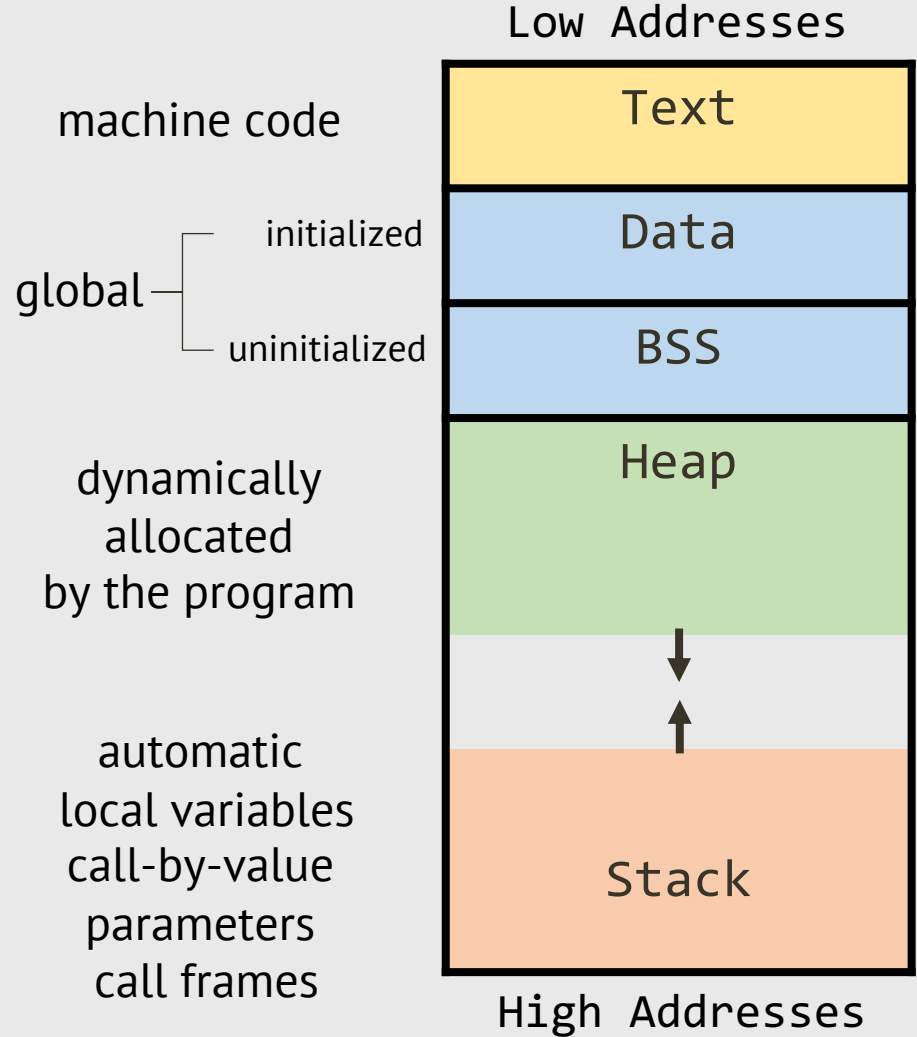 Low Addresses
machine code
Text
initialized
Data
global
uninitialized
BSS
Heap
dynamically
allocated
by the program
automatic
local variables
call-by-value
parameters
call frames
Stack
High Addresses